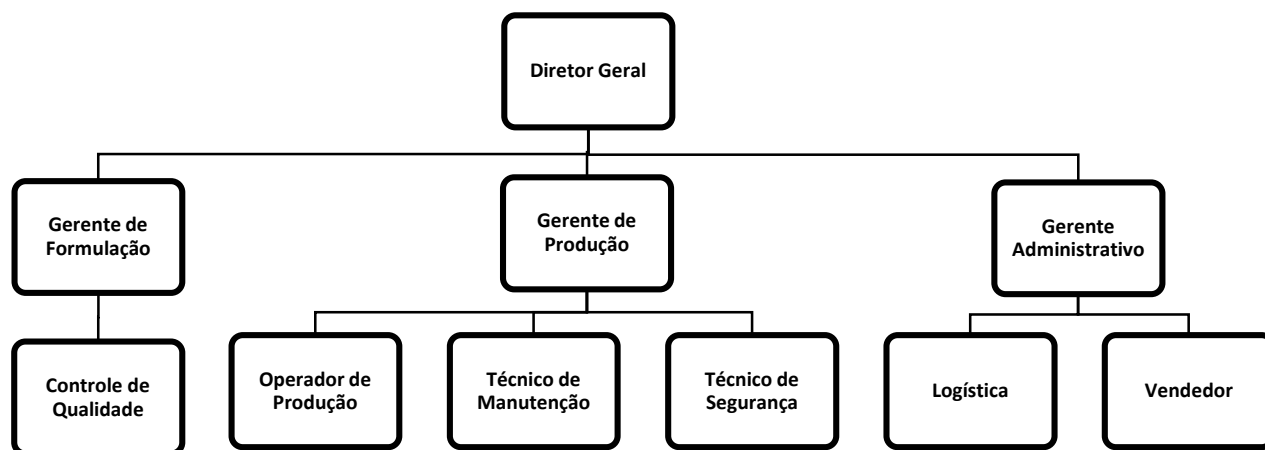 Diretor Geral
Gerente de
Formulação
Gerente de
Produção
Gerente
Administrativo
Controle de
Qualidade
Operador de
Produção
Técnico de
Manutenção
Técnico de
Segurança
Logística
Vendedor